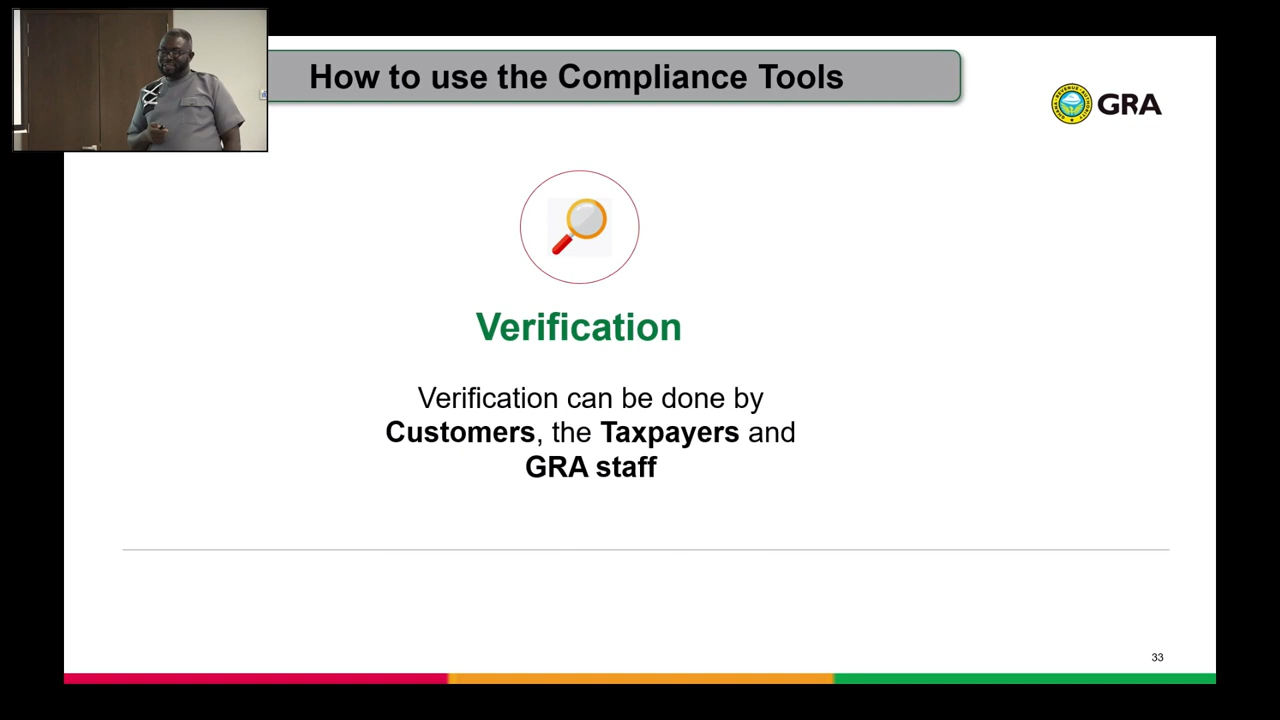 How to use the Compliance Tools
GRA
Verification
Verification can be done by
Customers, the Taxpayers and
GRA staff
33